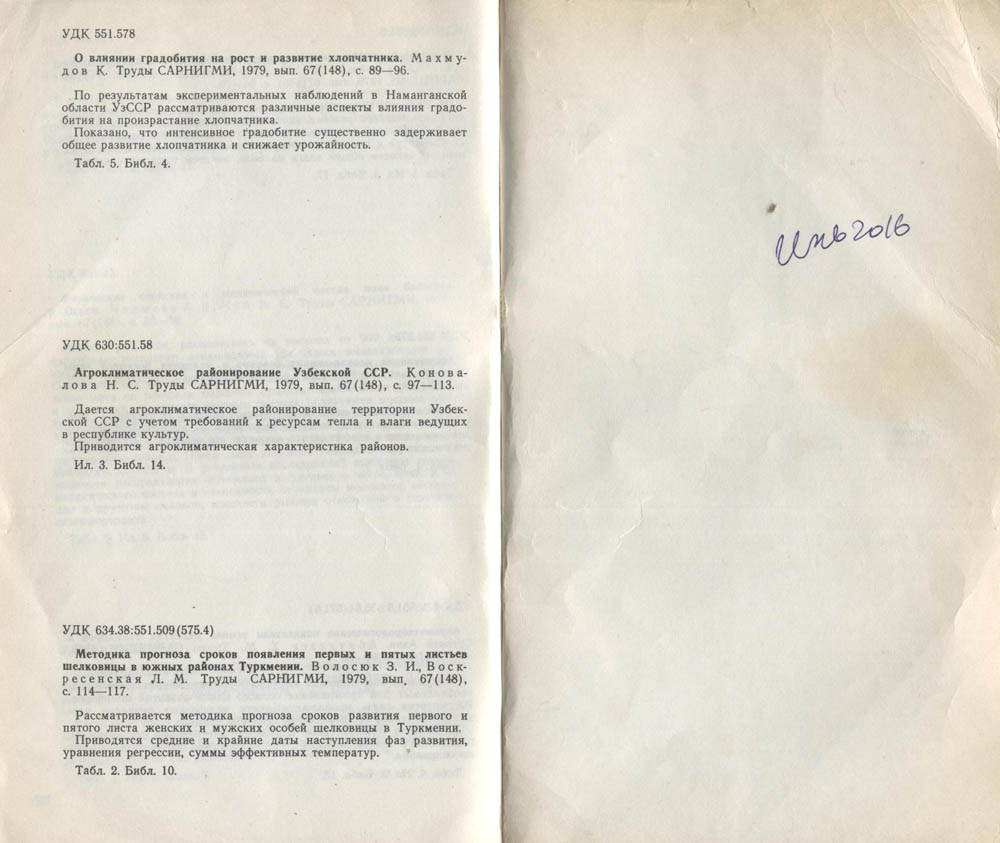 УДК 551.578
О влиянии градобития на рост и развитие хлопчатника. Махму-
дов К. Труды САРНИГМИ, 1979, вып. 67(148), с. 89—96.
По результатам экспериментальных наблюдений в Наманганской
области УзССР рассматриваются различные аспекты влияния градо-
бития на произрастание хлопчатника.
Показано, что интенсивное градобитие существенно задерживает
общее развитие хлопчатника и снижает урожайность.
Табл. 5. Библ. 4.
УДК 630:551.58
Агроклиматическое районирование Узбекской ССР. Конова-
лова Н. С. Труды САРНИГМИ, 1979, вып. 67(148), с. 97—113.
Дается агроклиматическое районирование территории Узбек-
ской ССР с учетом требований к ресурсам тепла и влаги ведущих
в республике культур.
Приводится агроклиматическая характеристика районов.
Ил. 3. Библ. 14.
УДК 634.38:551.509(575.4)
Методика прогноза сроков появления первых и пятых листьев
шелковицы в южных районах Туркмении. Волосюк З. И., Воск-
ресенская Л. М. Труды САРНИГМИ, 1979, вып. 67(148),
с. 114—117.
Рассматривается методика прогноза сроков развития первого и
пятого листа женских и мужских особей шелковицы в Туркмении.
Приводятся средние и крайние даты наступления фаз развития,
уравнения регрессии, суммы эффективных температур.
Табл. 2. Библ. 10.
2016